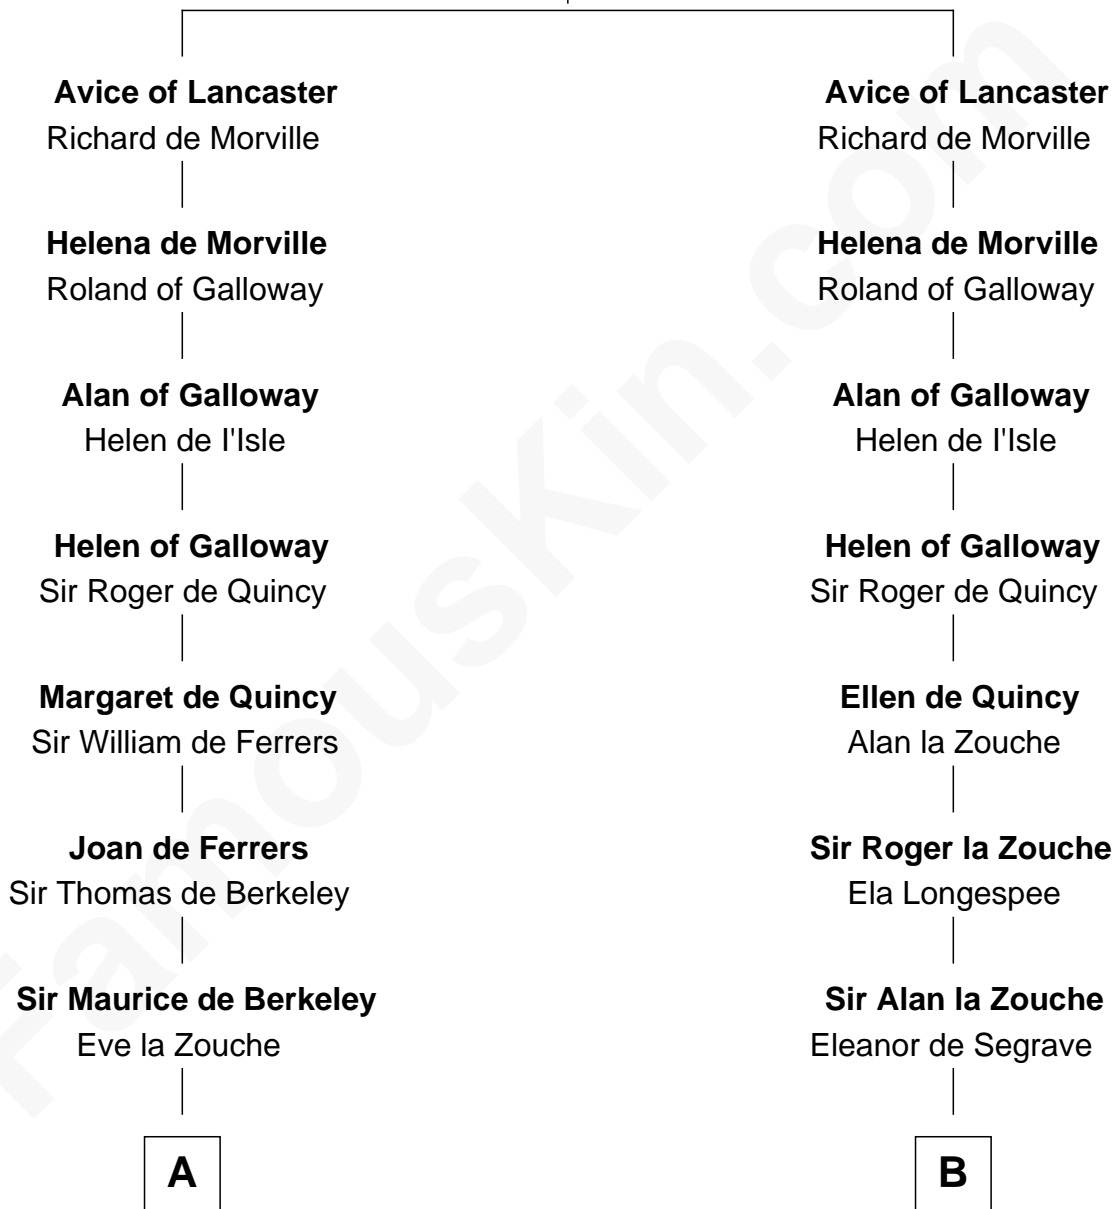 Avice of Lancaster
Richard de Morville
Helena de Morville
Roland of Galloway
Alan of Galloway
Helen de I'Isle
Helen of Galloway
Sir Roger de Quincy
Margaret de Quincy
Sir William de Ferrers
Joan de Ferrers
Sir Thomas de Berkeley
Sir Maurice de Berkeley
Eve la Zouche
A
Avice of Lancaster
Richard de Morville
Helena de Morville
Roland of Galloway
Alan of Galloway
Helen de I'Isle
Helen of Galloway
Sir Roger de Quincy
Ellen de Quincy
Alan la Zouche
Sir Roger la Zouche
Ela Longespee
Sir Alan la Zouche
Eleanor de Segrave
B
FamousKin.com